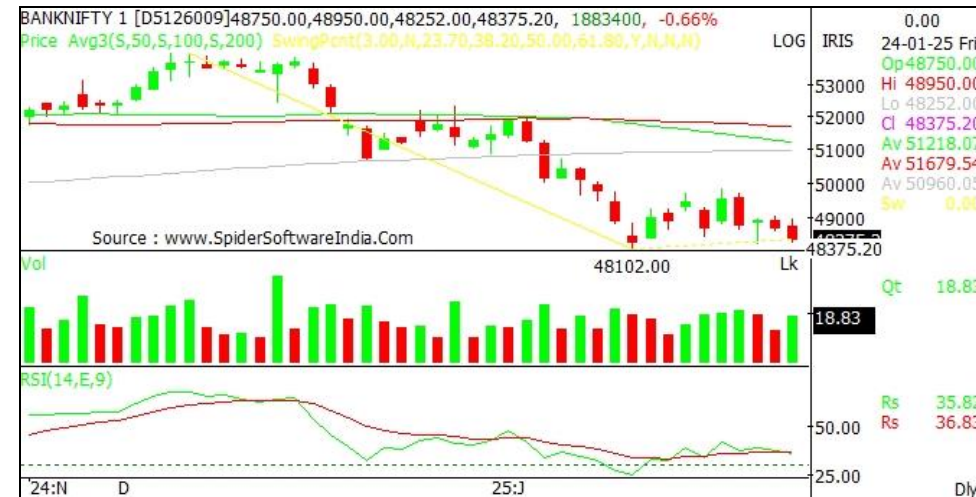 BANKNIFTY 1 [D5126009]48750.00,48950.00,48252.00,48375.20, 1883400, -0.66%
Price Avg3(S,50,S,100,S,200) SwingPcnt(3.00,N,23.70,38.20,50.00,61.80,Y,N,N,N)
LOG
IRIS
0.00
24-01-25 Fri
Op48750.00
Hi 48950.00
Lo 48252.00
Cl 48375.20
Av 51218.07
Av 51679.54
Av 50960.05
Sw 0.00
53000
52000
51000
50000
49000
48375.20
Source : www.SpiderSoftwareIndia.Com
48102.00
Vol
Lk
Qt 18.83
18.83
RSI(14,E,9)
Rs 35.82
Rs 36.83
50.00
25.00
'24:N D 25:J
Dly